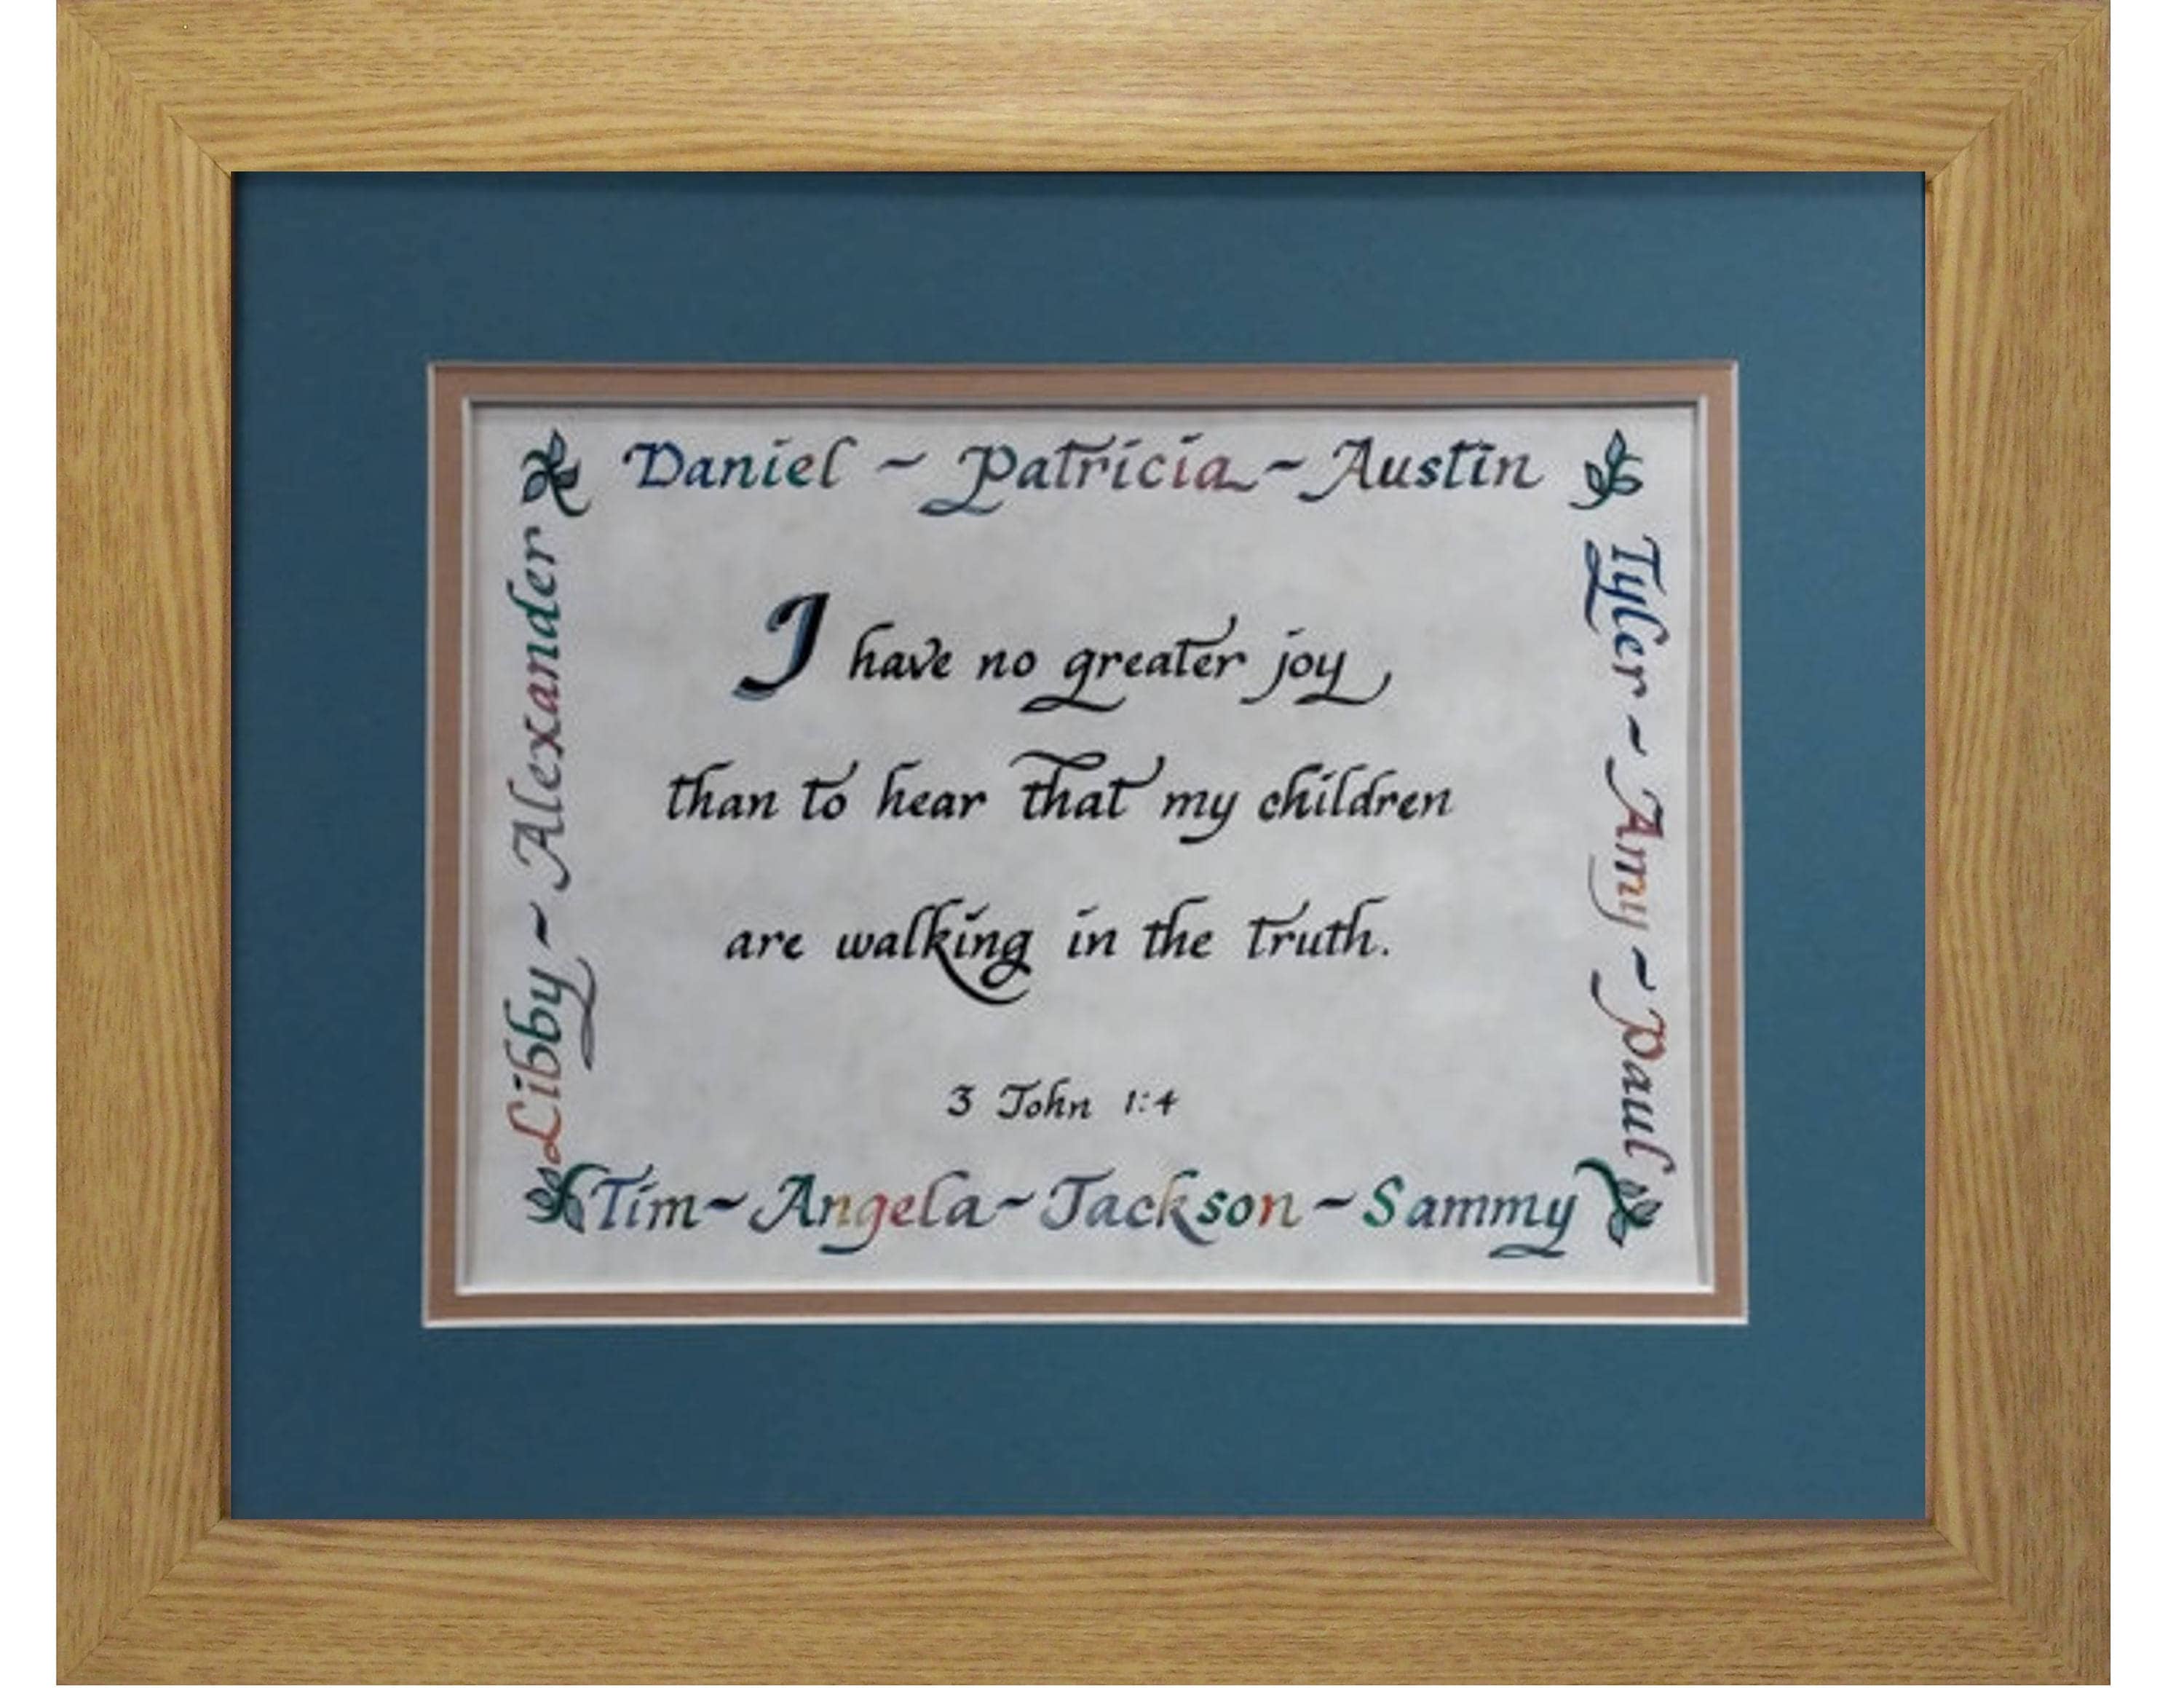 Daniel ~ Patricia ~ Austin
Tyler ~ Amy ~ Paul
I have no greater joy
than to hear that my children
are walking in the truth.
3 John 1:4
Tim ~ Angela ~ Jackson ~ Sammy
Libby ~ Alexander